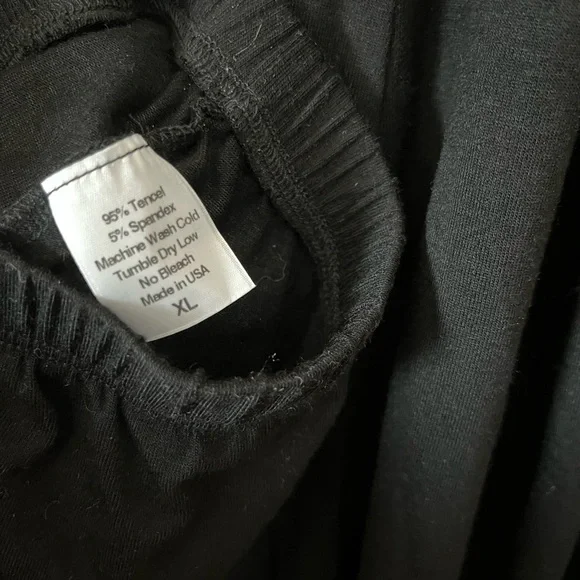 95% Tencel
5% Spandex
Machine Wash Cold
Tumble Dry Low
No Bleach
Made in USA
XL